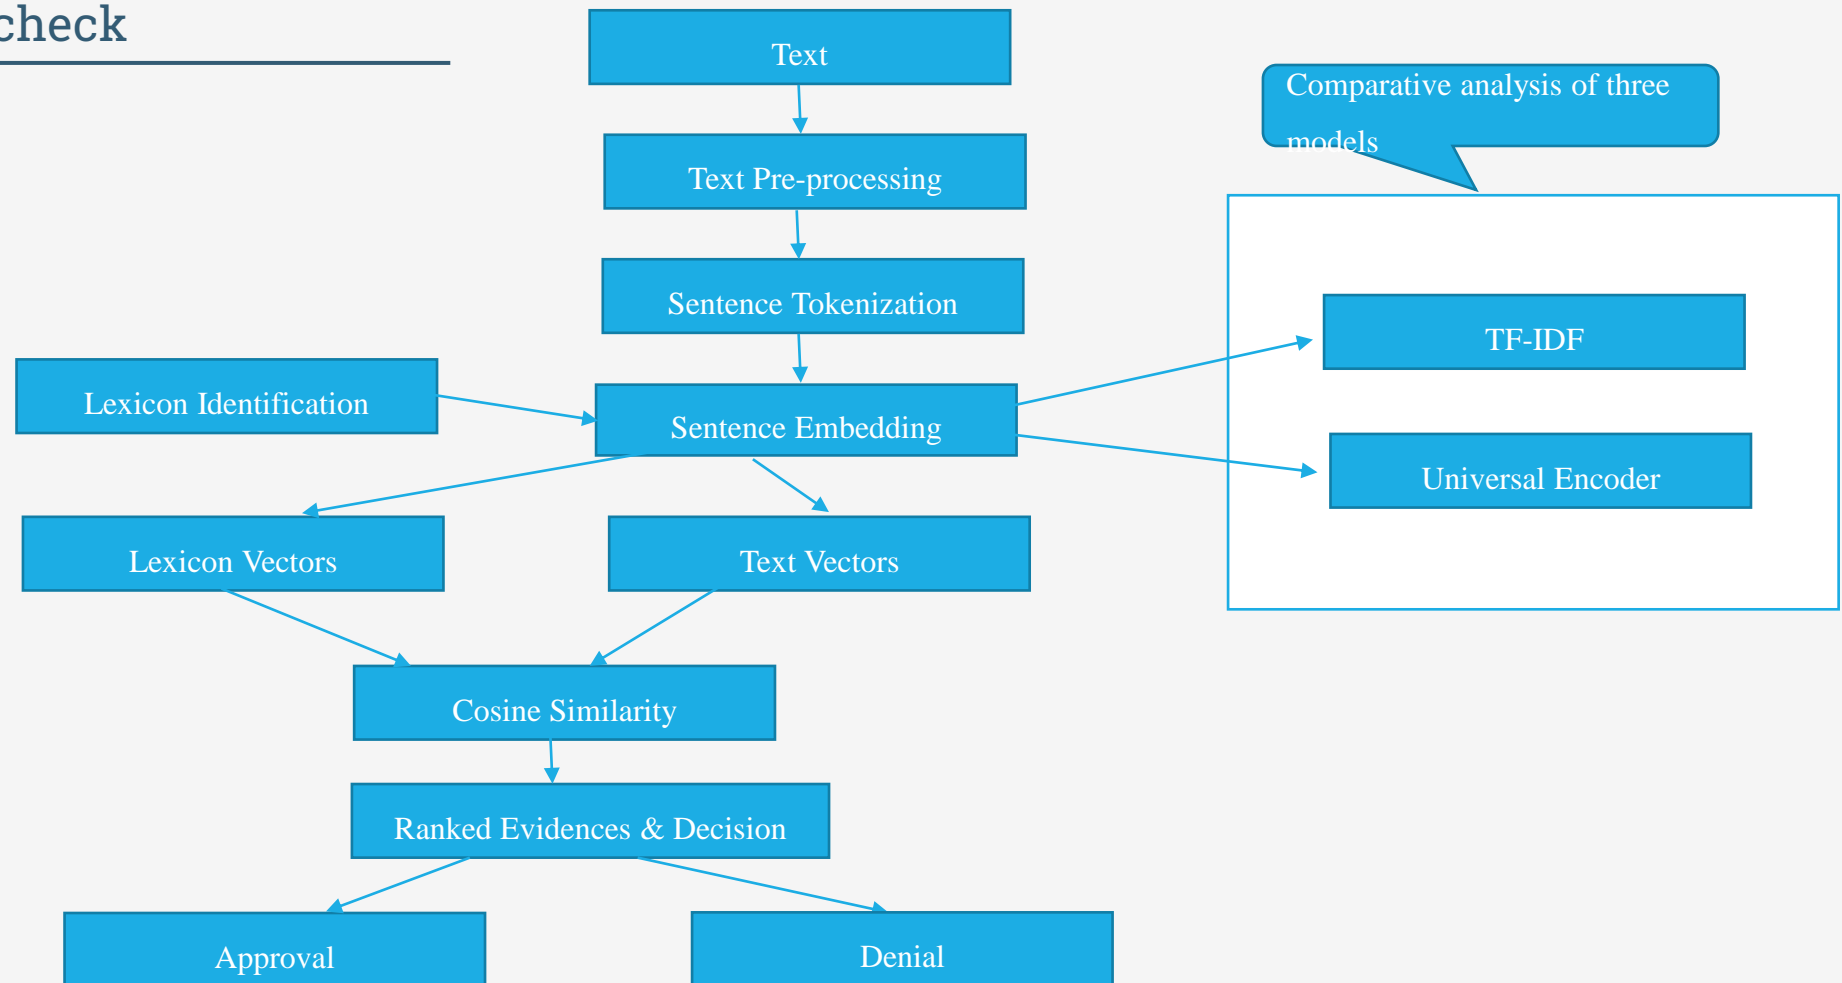 check
Text
Comparative analysis of three
models
Text Pre-processing
Sentence Tokenization
TF-IDF
Lexicon Identification
Sentence Embedding
Universal Encoder
Lexicon Vectors
Text Vectors
Cosine Similarity
Ranked Evidences & Decision
Approval
Denial